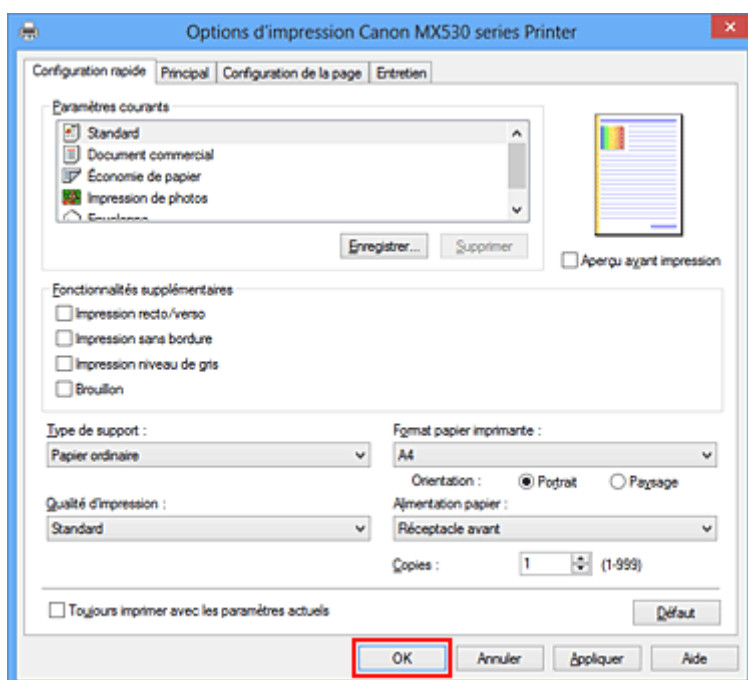 Options d'impression Canon MX530 series Printer
Configuration rapide Principal Configuration de la page Entretien
Paramètres courants
Standard
Document commercial
Économie de papier
Impression de photos
Enregistrer... Supprimer
Aperçu avant impression
Fonctionnalités supplémentaires
Impression recto/verso
Impression sans bordure
Impression niveau de gris
Brouillon
Type de support : Format papier imprimante :
Papier ordinaire A4
Orientation : Portrait Paysage
Qualité d'impression : Alimentation papier :
Standard Réceptacle avant
Copies : 1 (1-999)
Toujours imprimer avec les paramètres actuels Défaut
OK Annuler Appliquer Aide